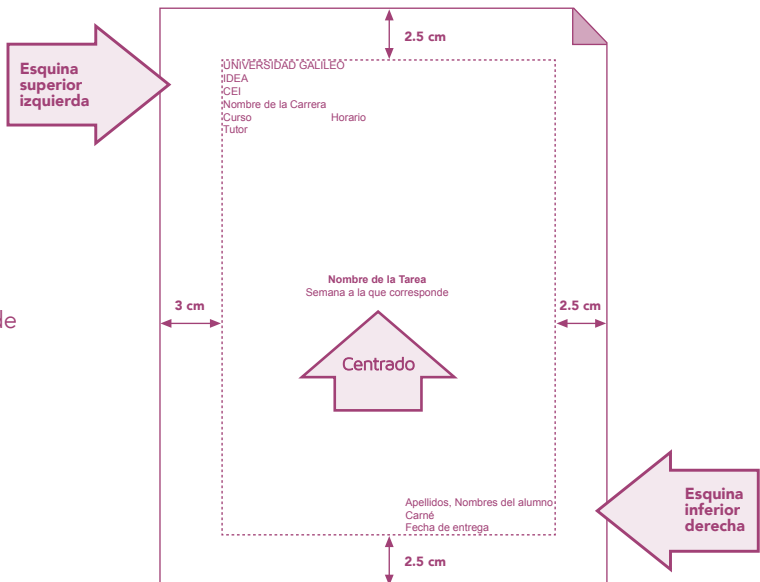 2.5 cm
Esquina
superior
izquierda
UNIVERSIDAD GALILEO
IDEA
CEI
Nombre de la Carrera
Curso Horario
Tutor
Nombre de la Tarea
Semana a la que corresponde
3 cm
2.5 cm
de
Centrado
Apellidos, Nombres del alumno
Carné
Fecha de entrega
Esquina
inferior
derecha
2.5 cm